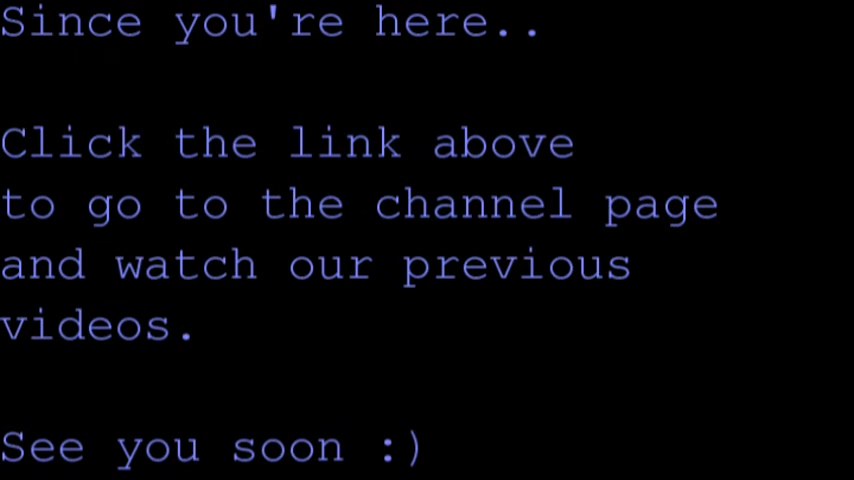 Since you're here..
Click the link above
to go to the channel page
and watch our previous
videos.
See you soon :)